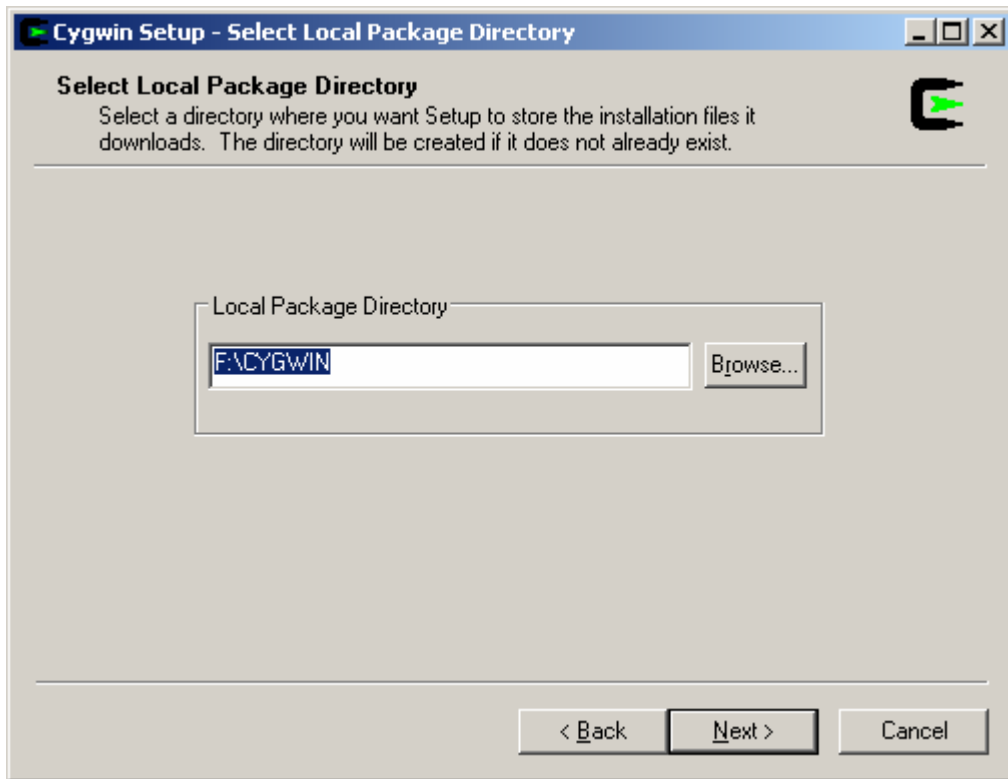 Cygwin Setup - Select Local Package Directory
Select Local Package Directory
Select a directory where you want Setup to store the installation files it
downloads. The directory will be created if it does not already exist.
Local Package Directory
F:\CYGWIN
Browse...
< Back
Next >
Cancel